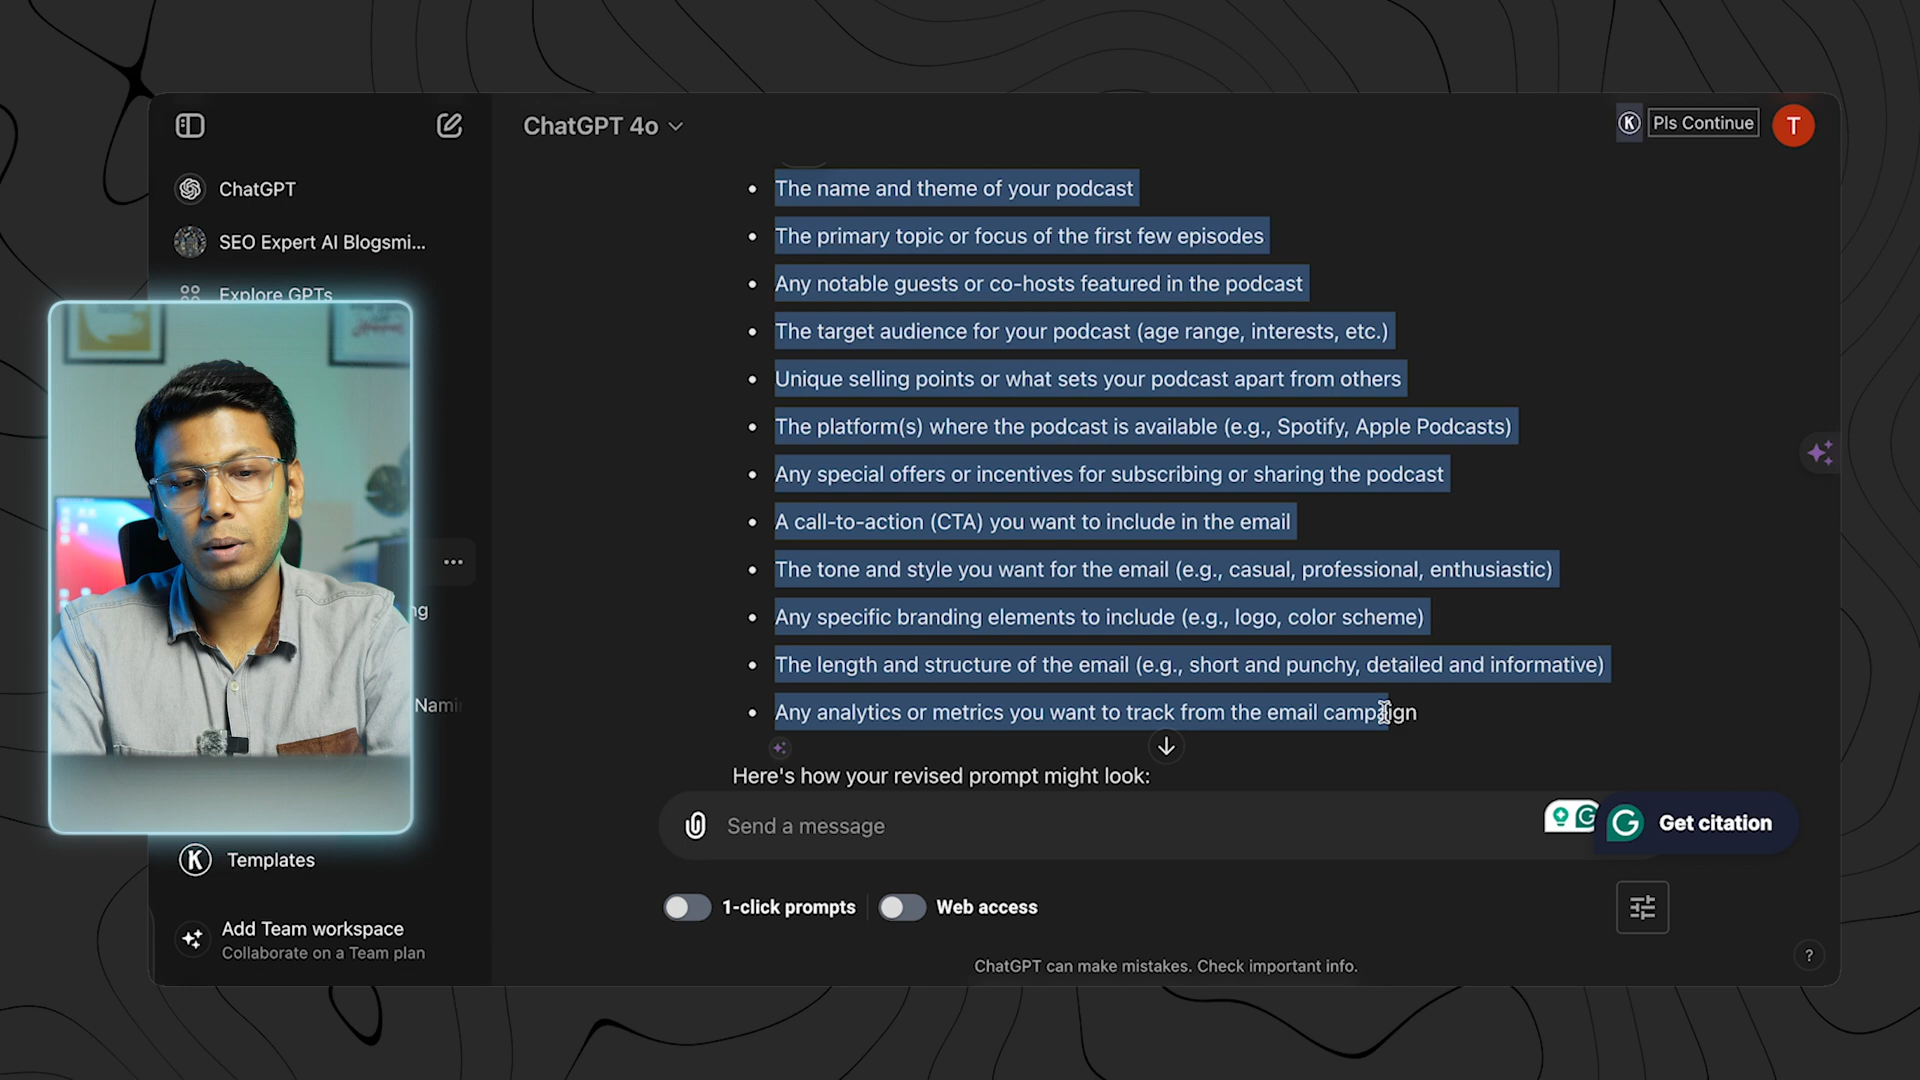 ChatGPT 4o
Pls Continue
T
ChatGPT
SEO Expert AI Blogsmi...
Explore GPTs
Templates
Add Team workspace
Collaborate on a Team plan
• The name and theme of your podcast
• The primary topic or focus of the first few episodes
• Any notable guests or co-hosts featured in the podcast
• The target audience for your podcast (age range, interests, etc.)
• Unique selling points or what sets your podcast apart from others
• The platform(s) where the podcast is available (e.g., Spotify, Apple Podcasts)
• Any special offers or incentives for subscribing or sharing the podcast
• A call-to-action (CTA) you want to include in the email
• The tone and style you want for the email (e.g., casual, professional, enthusiastic)
• Any specific branding elements to include (e.g., logo, color scheme)
• The length and structure of the email (e.g., short and punchy, detailed and informative)
• Any analytics or metrics you want to track from the email campaign
Here's how your revised prompt might look:
Send a message
Get citation
1-click prompts
Web access
ChatGPT can make mistakes. Check important info.
?